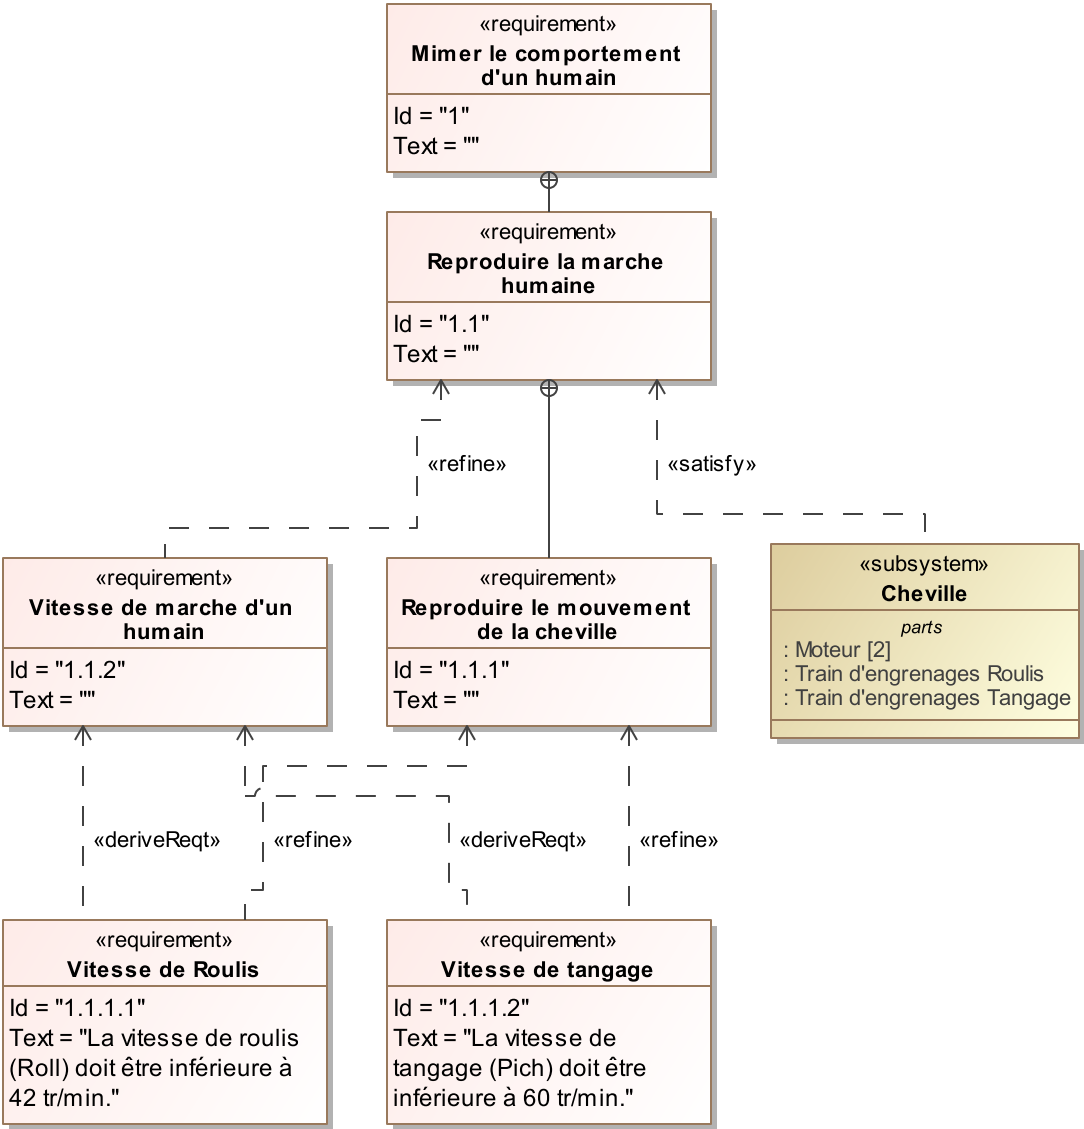 «requirement»
Mimer le comportement
d'un humain
Id = "1"
Text = ""
«requirement»
Reproduire la marche
humaine
Id = "1.1"
Text = ""
«refine»
«satisfy»
«requirement»
Vitesse de marche d'un
humain
Id = "1.1.2"
Text = ""
«requirement»
Reproduire le mouvement
de la cheville
Id = "1.1.1"
Text = ""
«subsystem»
Cheville
parts
: Moteur [2]
: Train d'engrenages Roulis
: Train d'engrenages Tangage
«deriveReqt»
«refine»
«deriveReqt»
«refine»
«requirement»
Vitesse de Roulis
Id = "1.1.1.1"
Text = "La vitesse de roulis
(Roll) doit être inférieure à
42 tr/min."
«requirement»
Vitesse de tangage
Id = "1.1.1.2"
Text = "La vitesse de
tangage (Pich) doit être
inférieure à 60 tr/min."